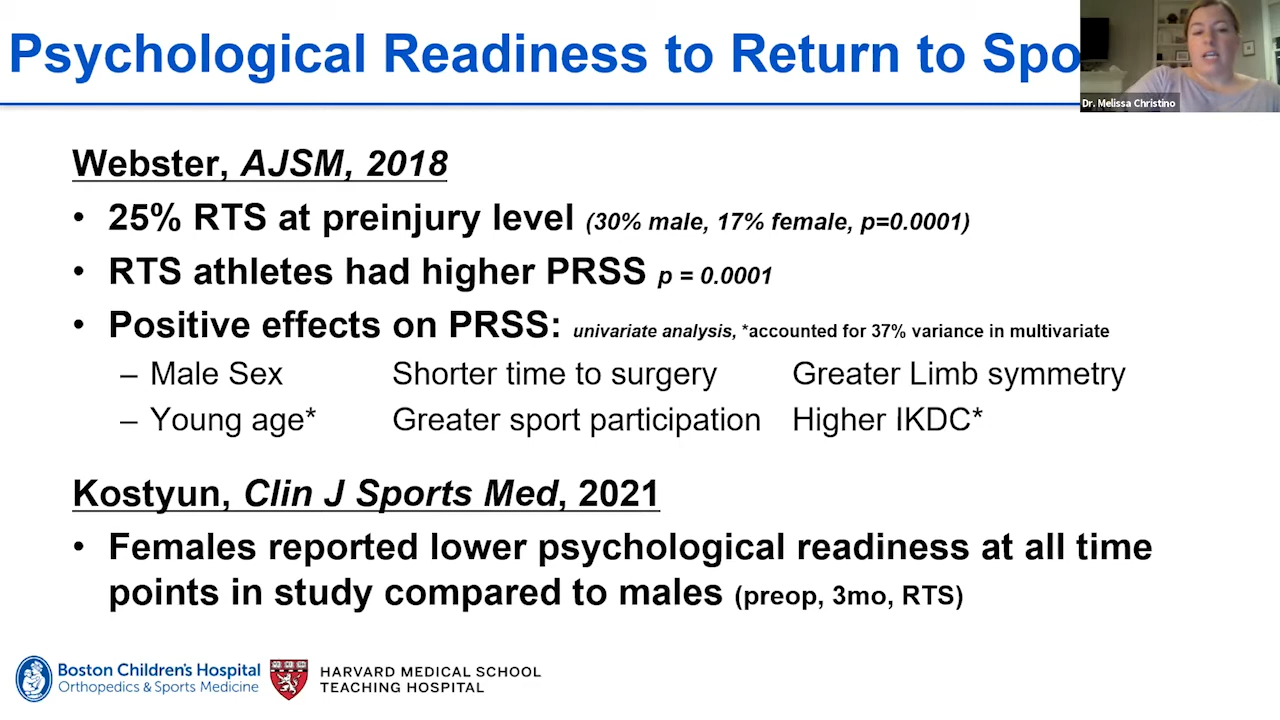 Psychological Readiness to Return to Spo
Dr. Melissa Christino
Webster, AJSM, 2018
• 25% RTS at preinjury level (30% male, 17% female, p=0.0001)
• RTS athletes had higher PRSS p = 0.0001
• Positive effects on PRSS: univariate analysis, *accounted for 37% variance in multivariate
– Male Sex Shorter time to surgery Greater Limb symmetry
– Young age* Greater sport participation Higher IKDC*
Kostyun, Clin J Sports Med, 2021
• Females reported lower psychological readiness at all time
points in study compared to males (preop, 3mo, RTS)
Boston Children's Hospital
Orthopedics & Sports Medicine
HARVARD MEDICAL SCHOOL
TEACHING HOSPITAL